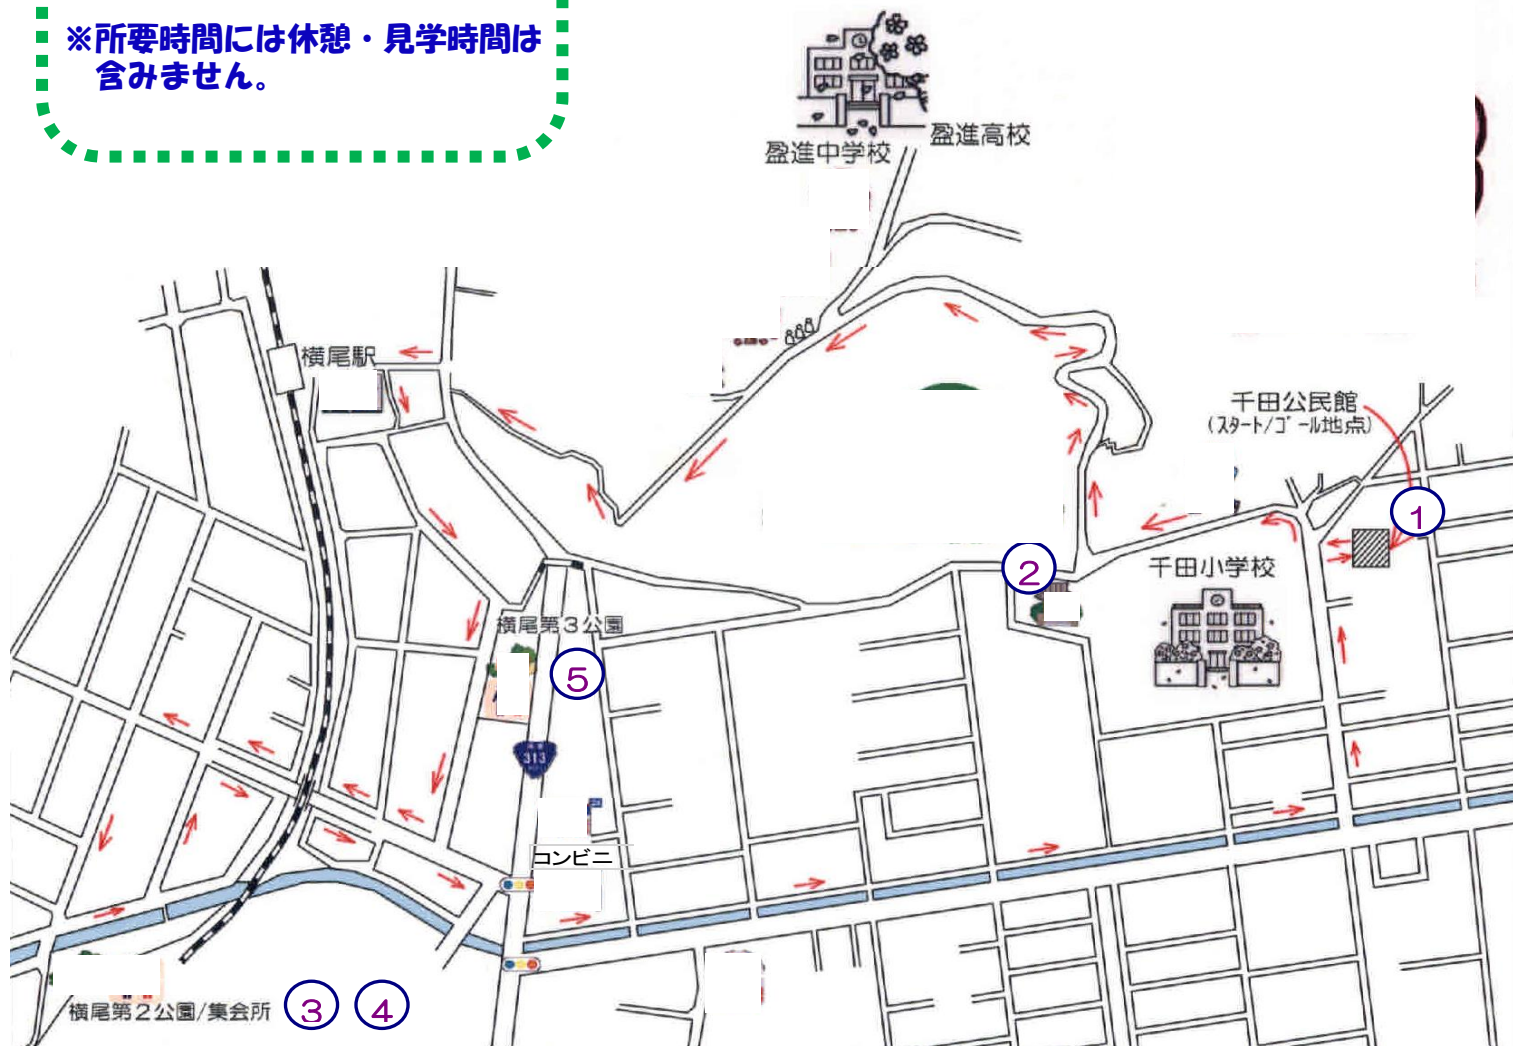 ※所要時間には休憩・見学時間は
含みません。
盈進高校
盈進中学校
横尾駅
千田公民館
(スタート/ゴール地点)
①
②
千田小学校
横尾第3公園
⑤
313
コンビニ
横尾第2公園/集会所 ③ ④